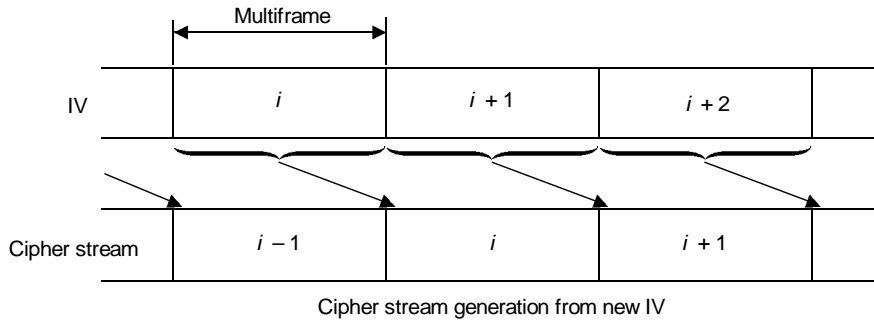 Multiframe
IV
i
i + 1
i + 2
Cipher stream
i – 1
i
i + 1
Cipher stream generation from new IV